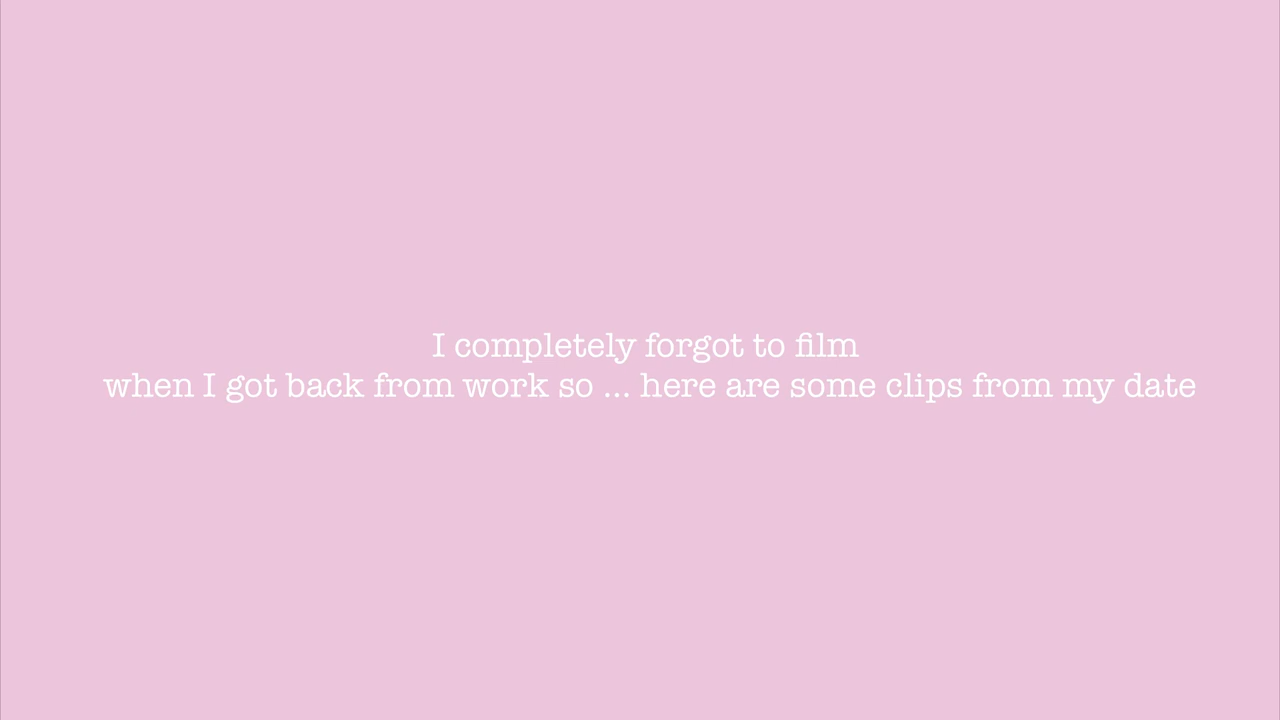 I completely forgot to film
when I got back from work so ... here are some clips from my date